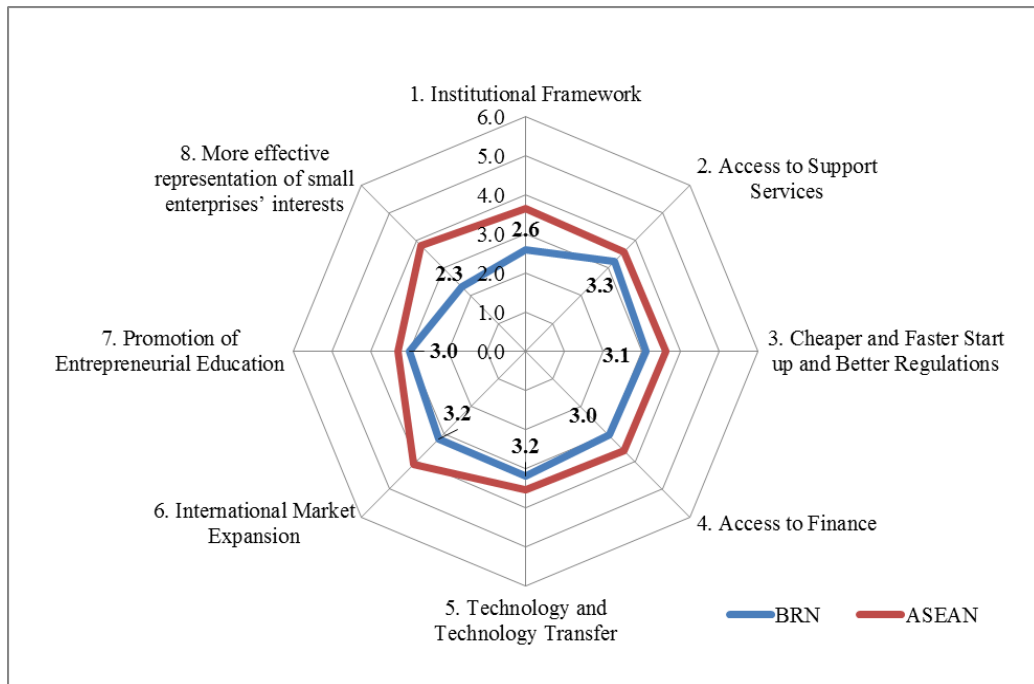 1. Institutional Framework
6.0
5.0
4.0
3.0
2.0
1.0
0.0
8. More effective
representation of small
enterprises’ interests
2. Access to Support
Services
2.6
2.3
3.3
7. Promotion of
Entrepreneurial Education
3.0
3.1
3. Cheaper and Faster Start
up and Better Regulations
3.2
3.0
3.2
6. International Market
Expansion
4. Access to Finance
5. Technology and
Technology Transfer
BRN
ASEAN